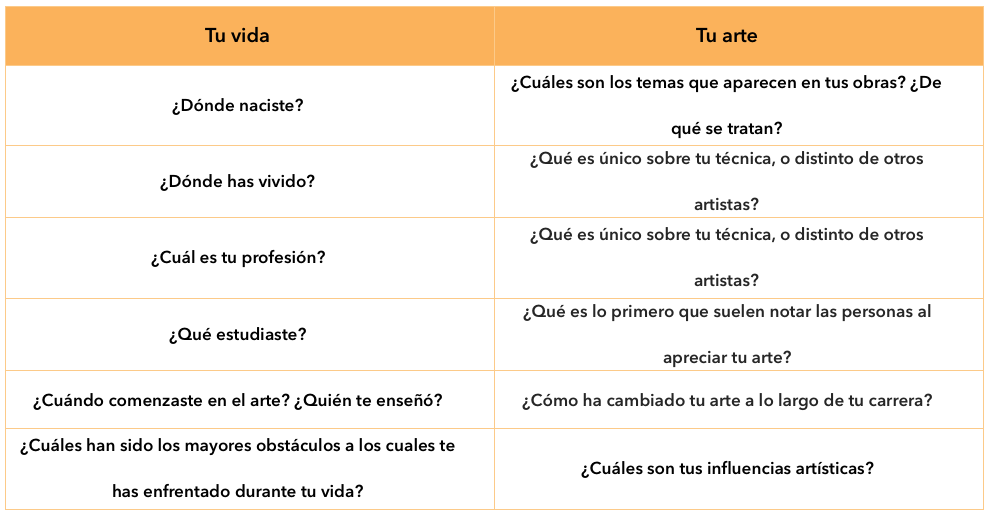 Tu vida
Tu arte
¿Dónde naciste?
¿Cuáles son los temas que aparecen en tus obras? ¿De
qué se tratan?
¿Dónde has vivido?
¿Qué es único sobre tu técnica, o distinto de otros
artistas?
¿Cuál es tu profesión?
¿Qué es único sobre tu técnica, o distinto de otros
artistas?
¿Qué estudiaste?
¿Qué es lo primero que suelen notar las personas al
apreciar tu arte?
¿Cuándo comenzaste en el arte? ¿Quién te enseñó?
¿Cómo ha cambiado tu arte a lo largo de tu carrera?
¿Cuáles han sido los mayores obstáculos a los cuales te
has enfrentado durante tu vida?
¿Cuáles son tus influencias artísticas?